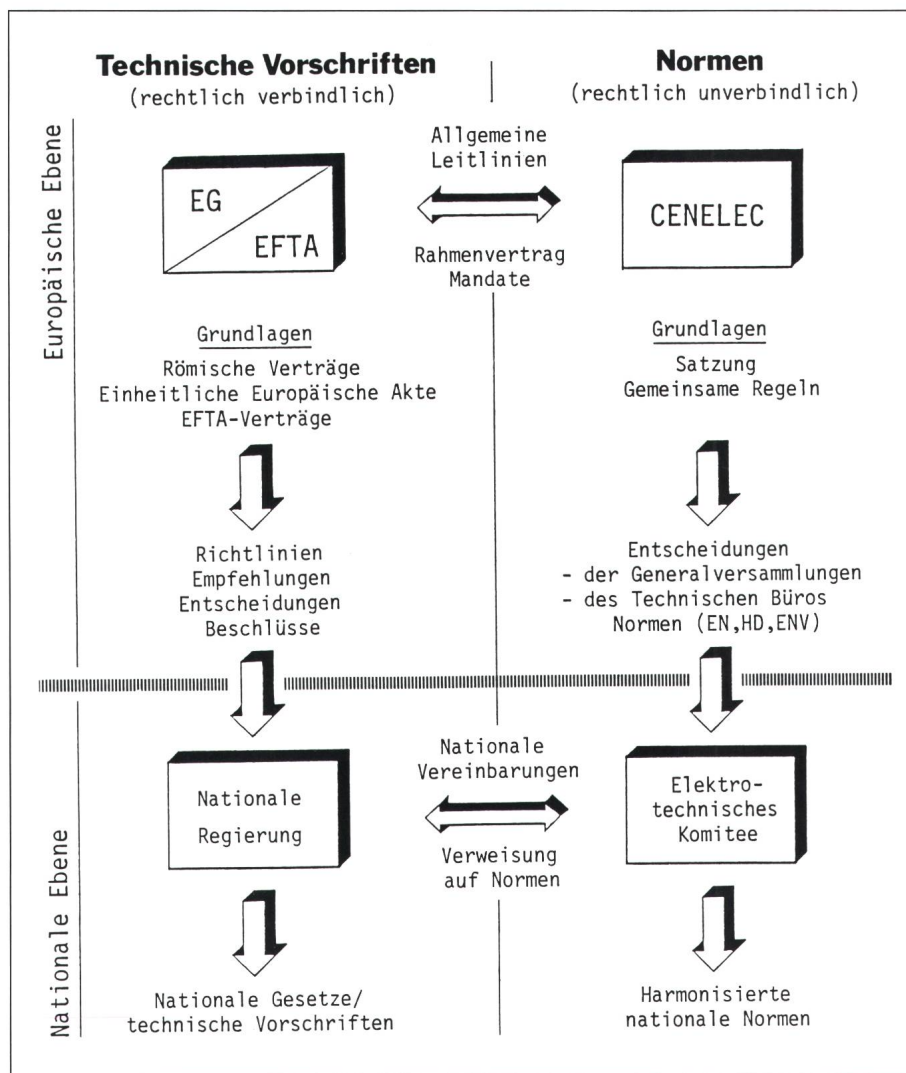 Technische Vorschriften
(rechtlich verbindlich)
Normen
(rechtlich unverbindlich)
Europäische Ebene
EG
EFTA
Allgemeine
Leitlinien
Rahmenvertrag
Mandate
CENELEC
Grundlagen
Römische Verträge
Einheitliche Europäische Akte
EFTA-Verträge
Grundlagen
Satzung
Gemeinsame Regeln
Richtlinien
Empfehlungen
Entscheidungen
Beschlüsse
Entscheidungen
- der Generalversammlungen
- des Technischen Büros
Normen (EN,HD,ENV)
Nationale Ebene
Nationale
Regierung
Nationale
Vereinbarungen
Verweisung
auf Normen
Elektro-
technisches
Komitee
Nationale Gesetze/
technische Vorschriften
Harmonisierte
nationale Normen